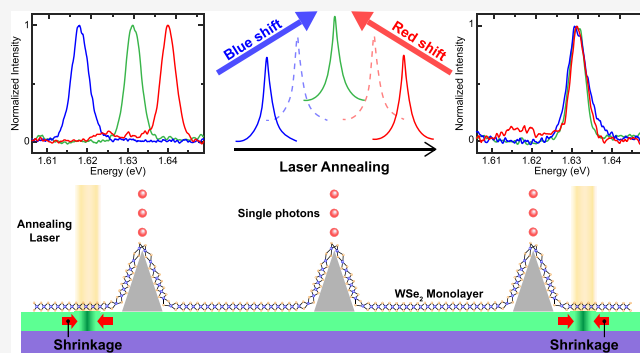 Normalized Intensity
1
0
1.61 1.62 1.63 1.64
Energy (eV)
Blue shift
Red shift
Laser Annealing
Normalized Intensity
1
0
1.61 1.62 1.63 1.64
Energy (eV)
Annealing
Laser
Single photons
WSe₂ Monolayer
Shrinkage
Shrinkage